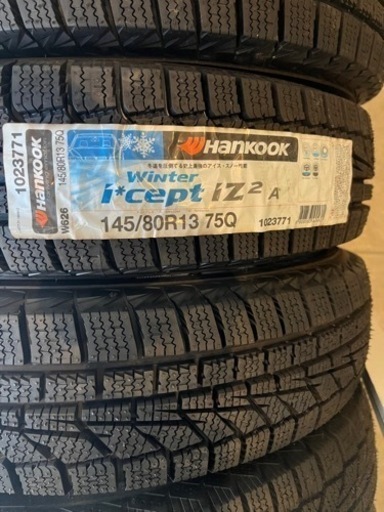 1023771
HANKOOK
145/80R13 75Q
W626
HANKOOK
Winter
i*cept iZ² A
145/80R13 75Q
1023771